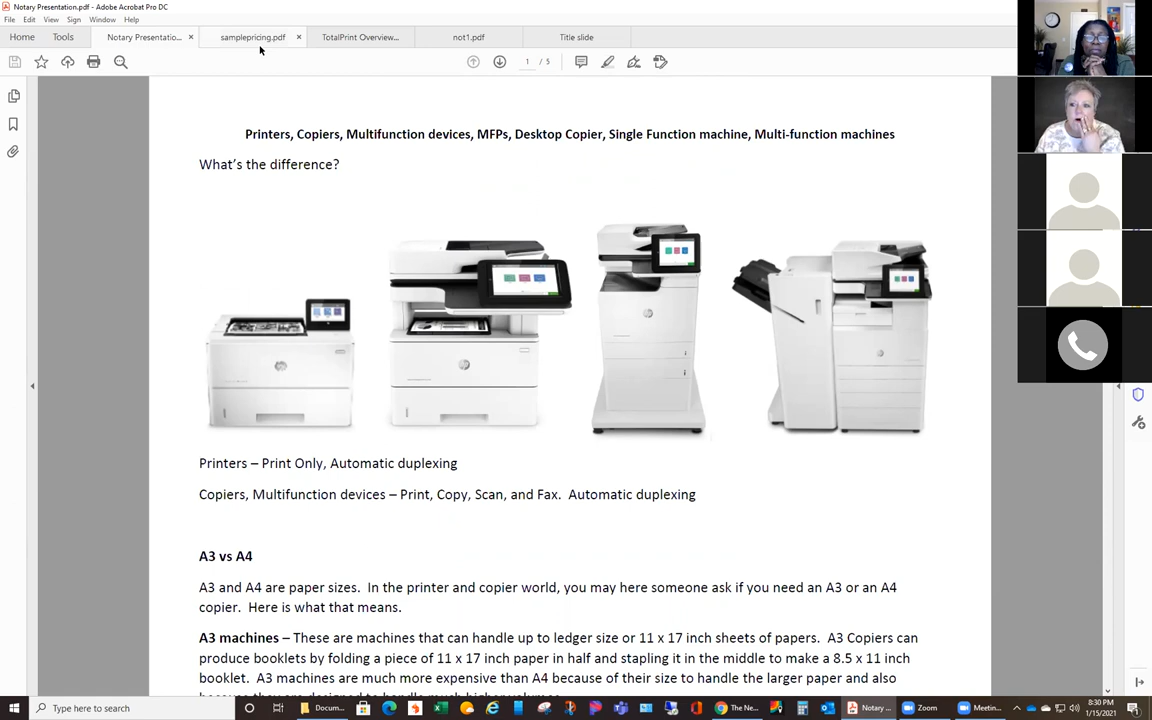 Notary Presentation.pdf - Adobe Acrobat Pro DC
File Edit View Sign Window Help
Home Tools Notary Presentatio... × samplepricing.pdf × TotalPrint Overview... not1.pdf Title slide
1 / 5
Printers, Copiers, Multifunction devices, MFPs, Desktop Copier, Single Function machine, Multi-function machines
What's the difference?
Printers – Print Only, Automatic duplexing
Copiers, Multifunction devices – Print, Copy, Scan, and Fax. Automatic duplexing
A3 vs A4
A3 and A4 are paper sizes. In the printer and copier world, you may here someone ask if you need an A3 or an A4
copier. Here is what that means.
A3 machines – These are machines that can handle up to ledger size or 11 x 17 inch sheets of papers. A3 Copiers can
produce booklets by folding a piece of 11 x 17 inch paper in half and stapling it in the middle to make a 8.5 x 11 inch
booklet. A3 machines are much more expensive than A4 because of their size to handle the larger paper and also
Type here to search
Docum... The Ne... Notary ... Zoom Meetin...
8:30 PM
1/15/2021